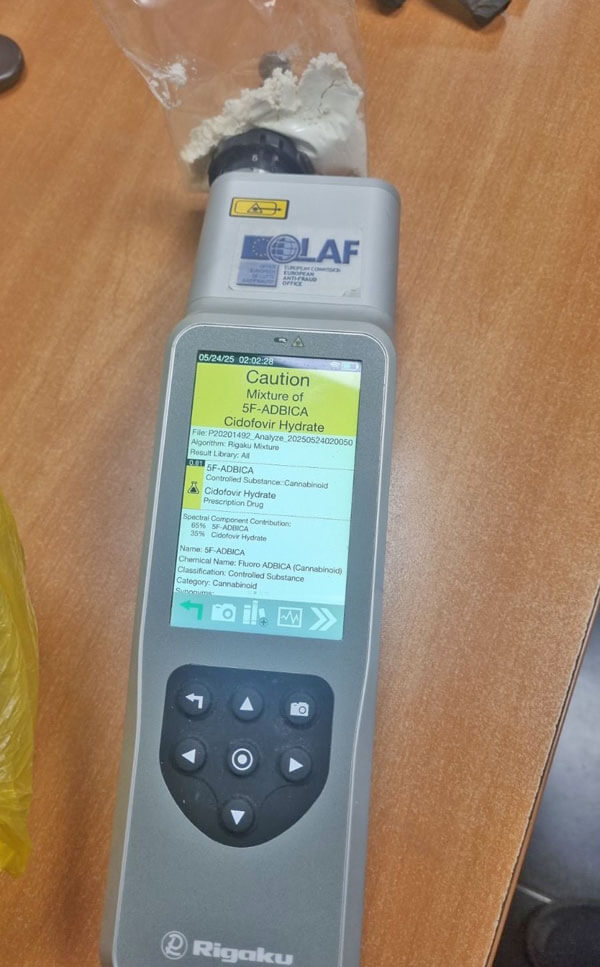 5
OLAF
EUROPEAN COMMISSION
EUROPEAN
ANTI-FRAUD
OFFICE
05/24/25 02:02:28
Caution
Mixture of
5F-ADBICA
Cidofovir Hydrate
File: P20201492_Analyze_20250524020050
Algorithm: Rigaku Mixture
Result Library: All
0.81
5F-ADBICA
Controlled Substance::Cannabinoid
Cidofovir Hydrate
Prescription Drug
Spectral Component Contribution:
65% 5F-ADBICA
35% Cidofovir Hydrate
Name: 5F-ADBICA
Chemical Name: Fluoro ADBICA (Cannabinoid)
Classification: Controlled Substance
Category: Cannabinoid
Synonyms:
Rigaku